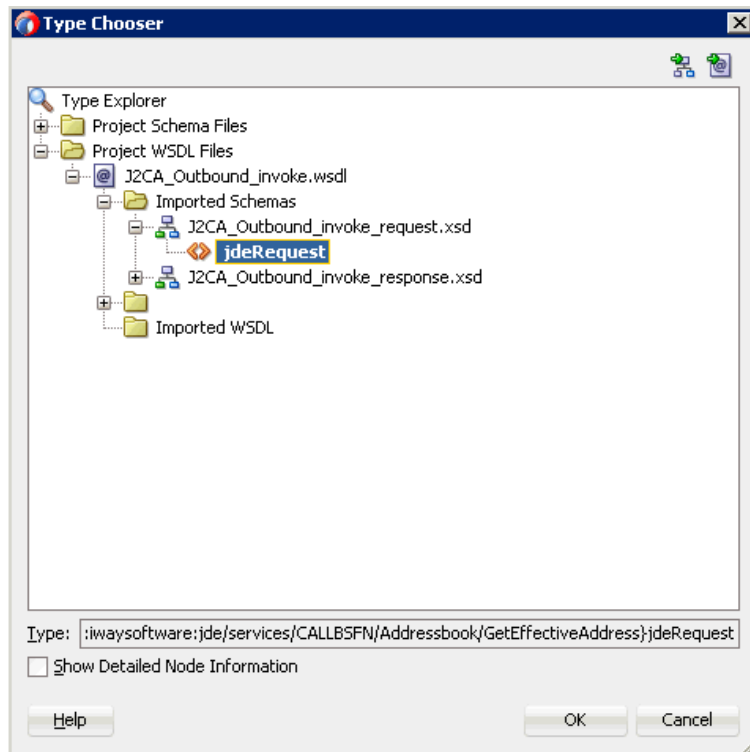 Type Chooser
Type Explorer
Project Schema Files
Project WSDL Files
J2CA_Outbound_invoke.wsdl
Imported Schemas
J2CA_Outbound_invoke_request.xsd
jdeRequest
J2CA_Outbound_invoke_response.xsd
Imported WSDL
Type: :iwaysoftware:jde/services/CALLBSFN/Addressbook/GetEffectiveAddress}jdeRequest
Show Detailed Node Information
Help OK Cancel